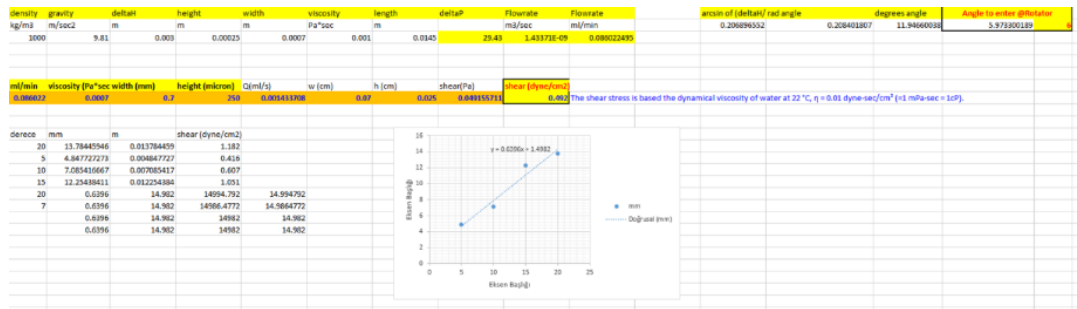 density gravity deltaH height width viscosity length deltaP Flowrate Flowrate arcsin of (deltaH/ rad angle degrees angle Angle to enter @Rotator
kg/m3 m/sec2 m m m Pa*sec m m3/sec ml/min 0.206896552 0.208401807 11.94660038 5.973300189 6
1000 9.81 0.003 0.00025 0.0007 0.001 0.0145 29.43 1.43371E-09 0.086022495
ml/min viscosity (Pa*sec width (mm) height (micron) Q(ml/s) w (cm) h (cm) shear(Pa) shear (dyne/cm2)
0.086022 0.0007 0.7 250 0.001433708 0.07 0.025 0.049155711 0.492 The shear stress is based the dynamical viscosity of water at 22 °C, η = 0.01 dyne-sec/cm² (=1 mPa-sec = 1cP).
derece mm m shear (dyne/cm2)
20 13.78445946 0.013784459 1.182
5 4.847727273 0.004847727 0.416
10 7.085416667 0.007085417 0.607
15 12.25438411 0.012254384 1.051
20 0.6396 14.982 14994.792 14.994792
7 0.6396 14.982 14986.4772 14.9864772
0.6396 14.982 14982 14.982
0.6396 14.982 14982 14.982
16
14
12
10
8
6
4
2
0
0 5 10 15 20 25
Eksen Başlığı
Eksen Başlığı
y = 0.6206x + 1.4982
mm
Doğrusal (mm)